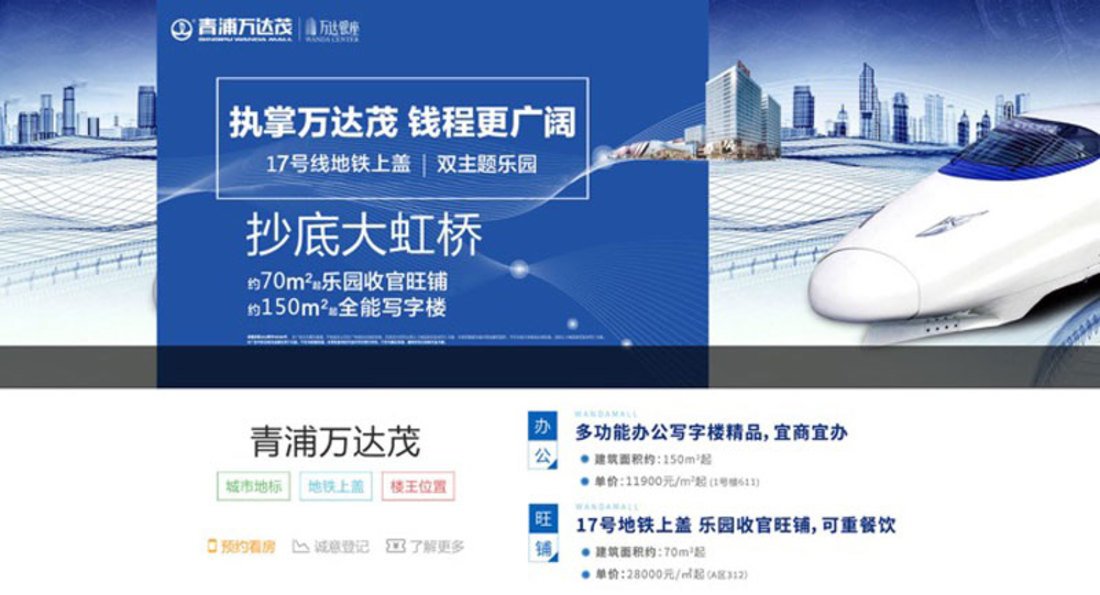 青浦万达茂 万达银座
QINGPU WANDA MALL WANDA CENTER
执掌万达茂 钱程更广阔
17号线地铁上盖 | 双主题乐园
抄底大虹桥
约70m²起乐园收官旺铺
约150m²起全能写字楼
青浦万达茂
城市地标 地铁上盖 楼王位置
预约看房 诚意登记 了解更多
办公
WANDAMALL
多功能办公写字楼精品，宜商宜办
建筑面积约：150m²起
单价：11900元/m²起 (1号楼611)
旺铺
WANDAMALL
17号地铁上盖 乐园收官旺铺，可重餐饮
建筑面积约：70m²起
单价：28000元/㎡起 (A区312)